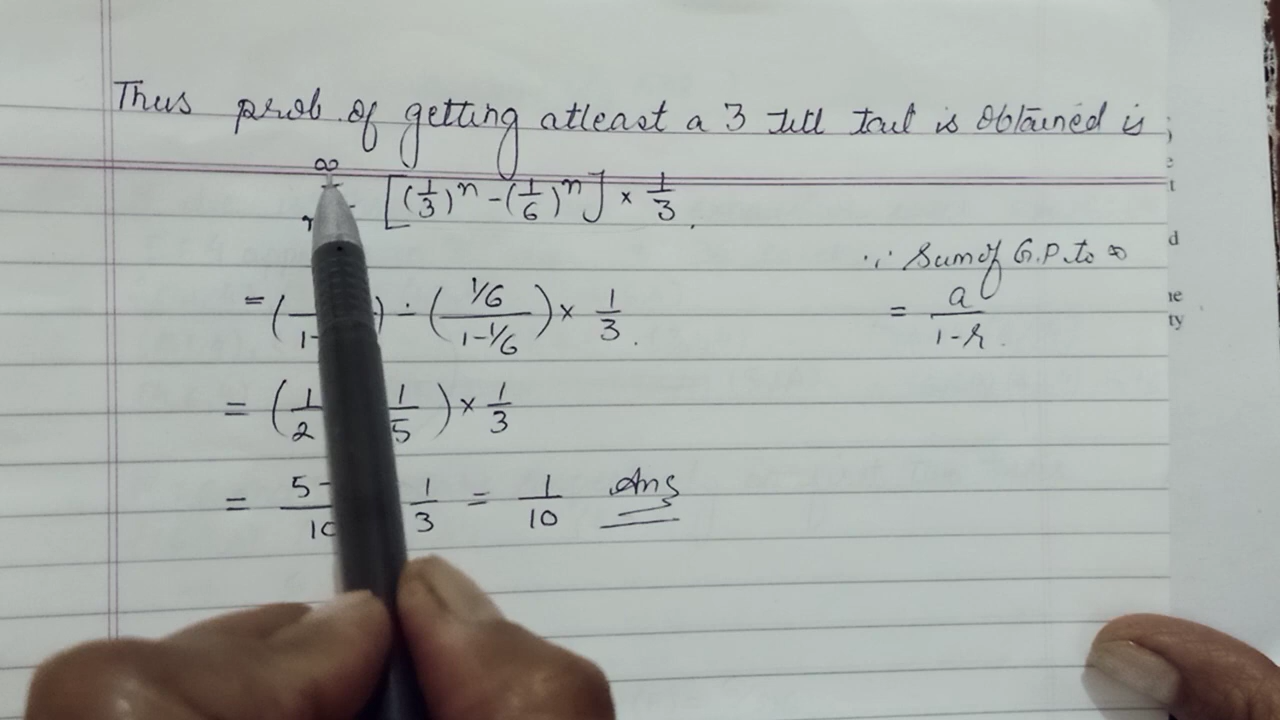 Thus prob. of getting atleast a 3 till tail is obtained is
∞
[(1/3)^n - (1/6)^n] × 1/3.
∵ Sum of G.P. to ∞
= ( 1- ) - ( 1/6 / 1-1/6 ) × 1/3.
= a / 1-r.
= ( 1/2 1/5 ) × 1/3
= 5- / 10 1/3 = 1/10 Ans